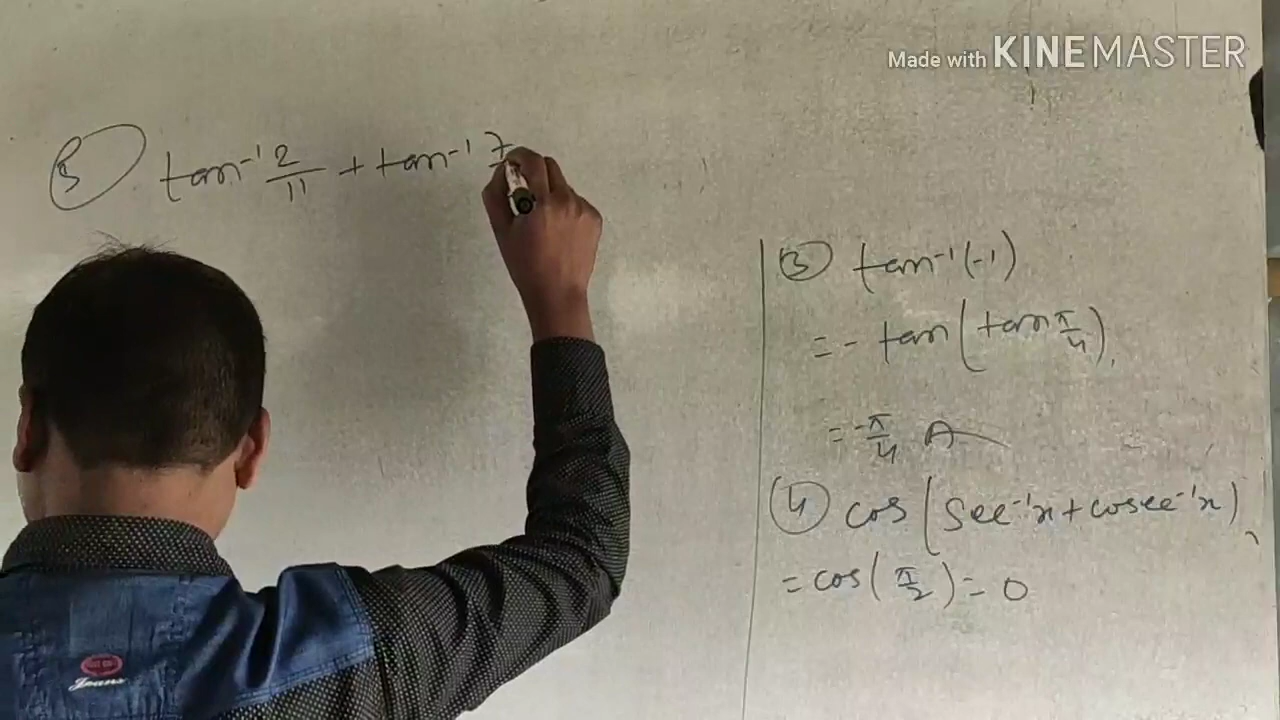 Made with KINEMASTER
(5) tan⁻¹ 2/11 + tan⁻¹ 7
(3) tan⁻¹(-1)
= - tan(tan π/4)
= -π/4 A
(4) cos(sec⁻¹x + cosec⁻¹x)
= cos(π/2) = 0
Jeans